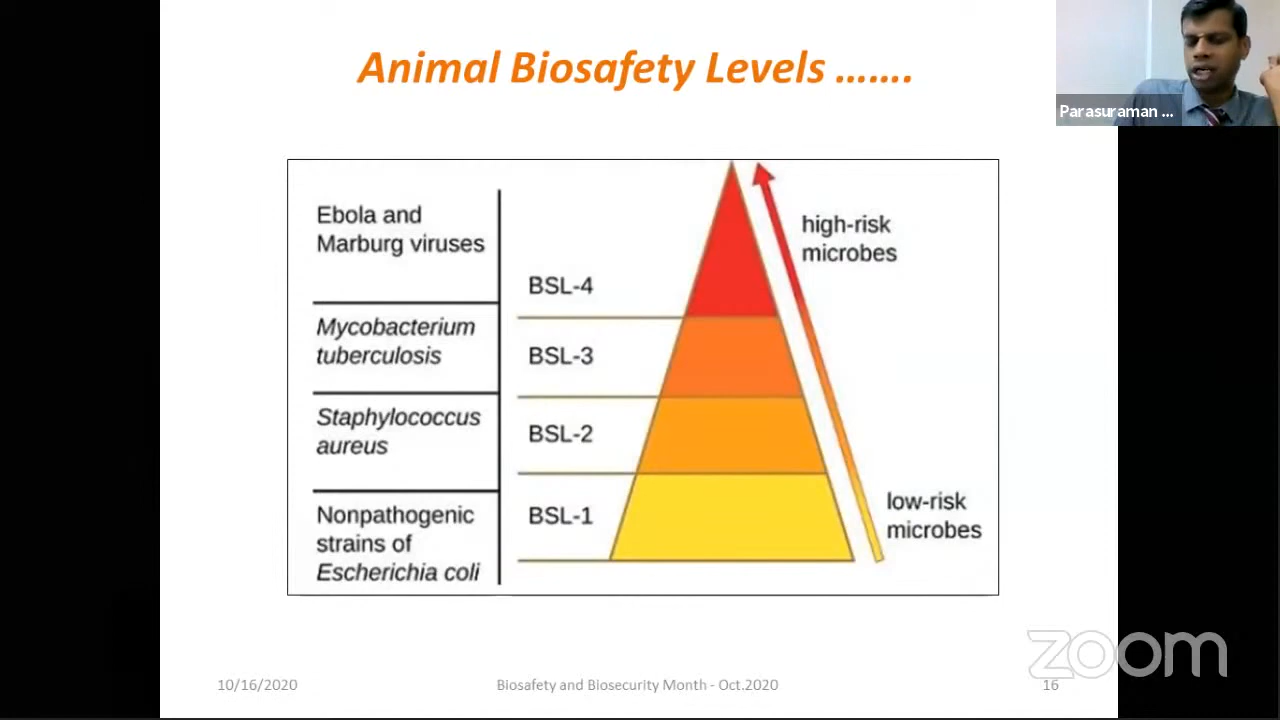 Animal Biosafety Levels …….
Parasuraman ...
Ebola and
Marburg viruses
high-risk
microbes
BSL-4
Mycobacterium
tuberculosis
BSL-3
Staphylococcus
aureus
BSL-2
low-risk
microbes
Nonpathogenic
strains of
Escherichia coli
BSL-1
zoom
10/16/2020
Biosafety and Biosecurity Month - Oct.2020
16